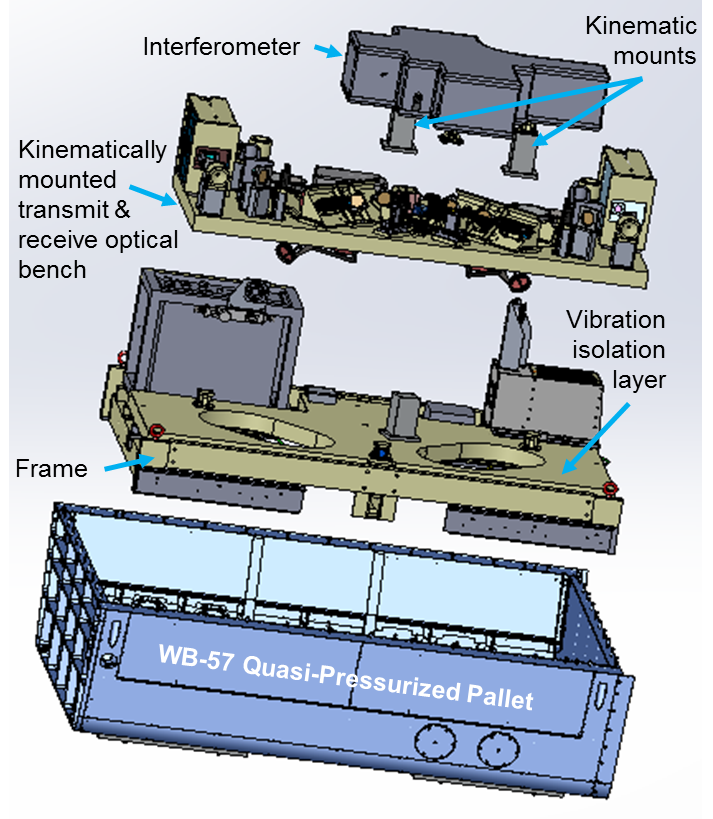 Interferometer
Kinematic
mounts
Kinematically
mounted
transmit &
receive optical
bench
Vibration
isolation
layer
Frame
WB-57 Quasi-Pressurized Pallet